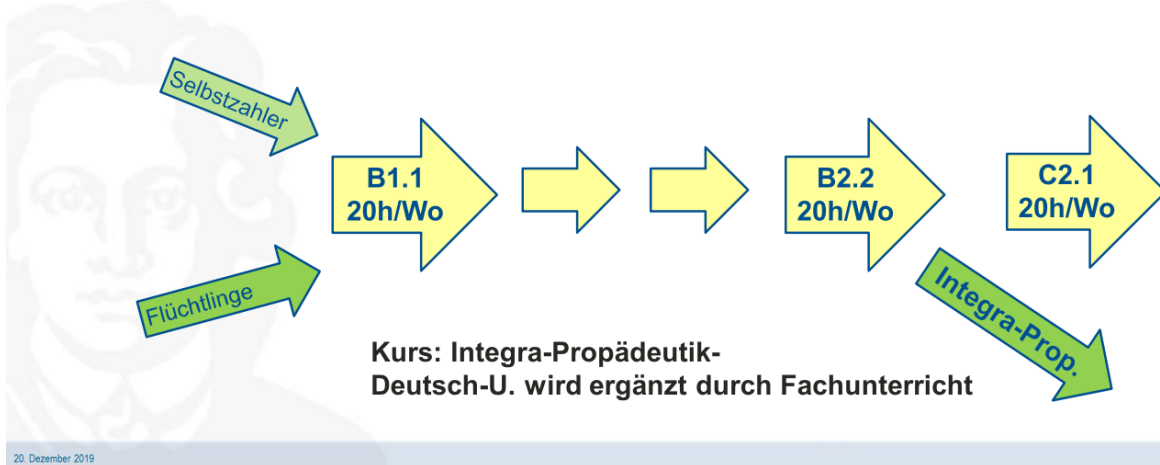 Selbstzahler
Flüchtlinge
B1.1
20h/Wo
B2.2
20h/Wo
C2.1
20h/Wo
Integra-Prop.
Kurs: Integra-Propädeutik-
Deutsch-U. wird ergänzt durch Fachunterricht
20. Dezember 2019